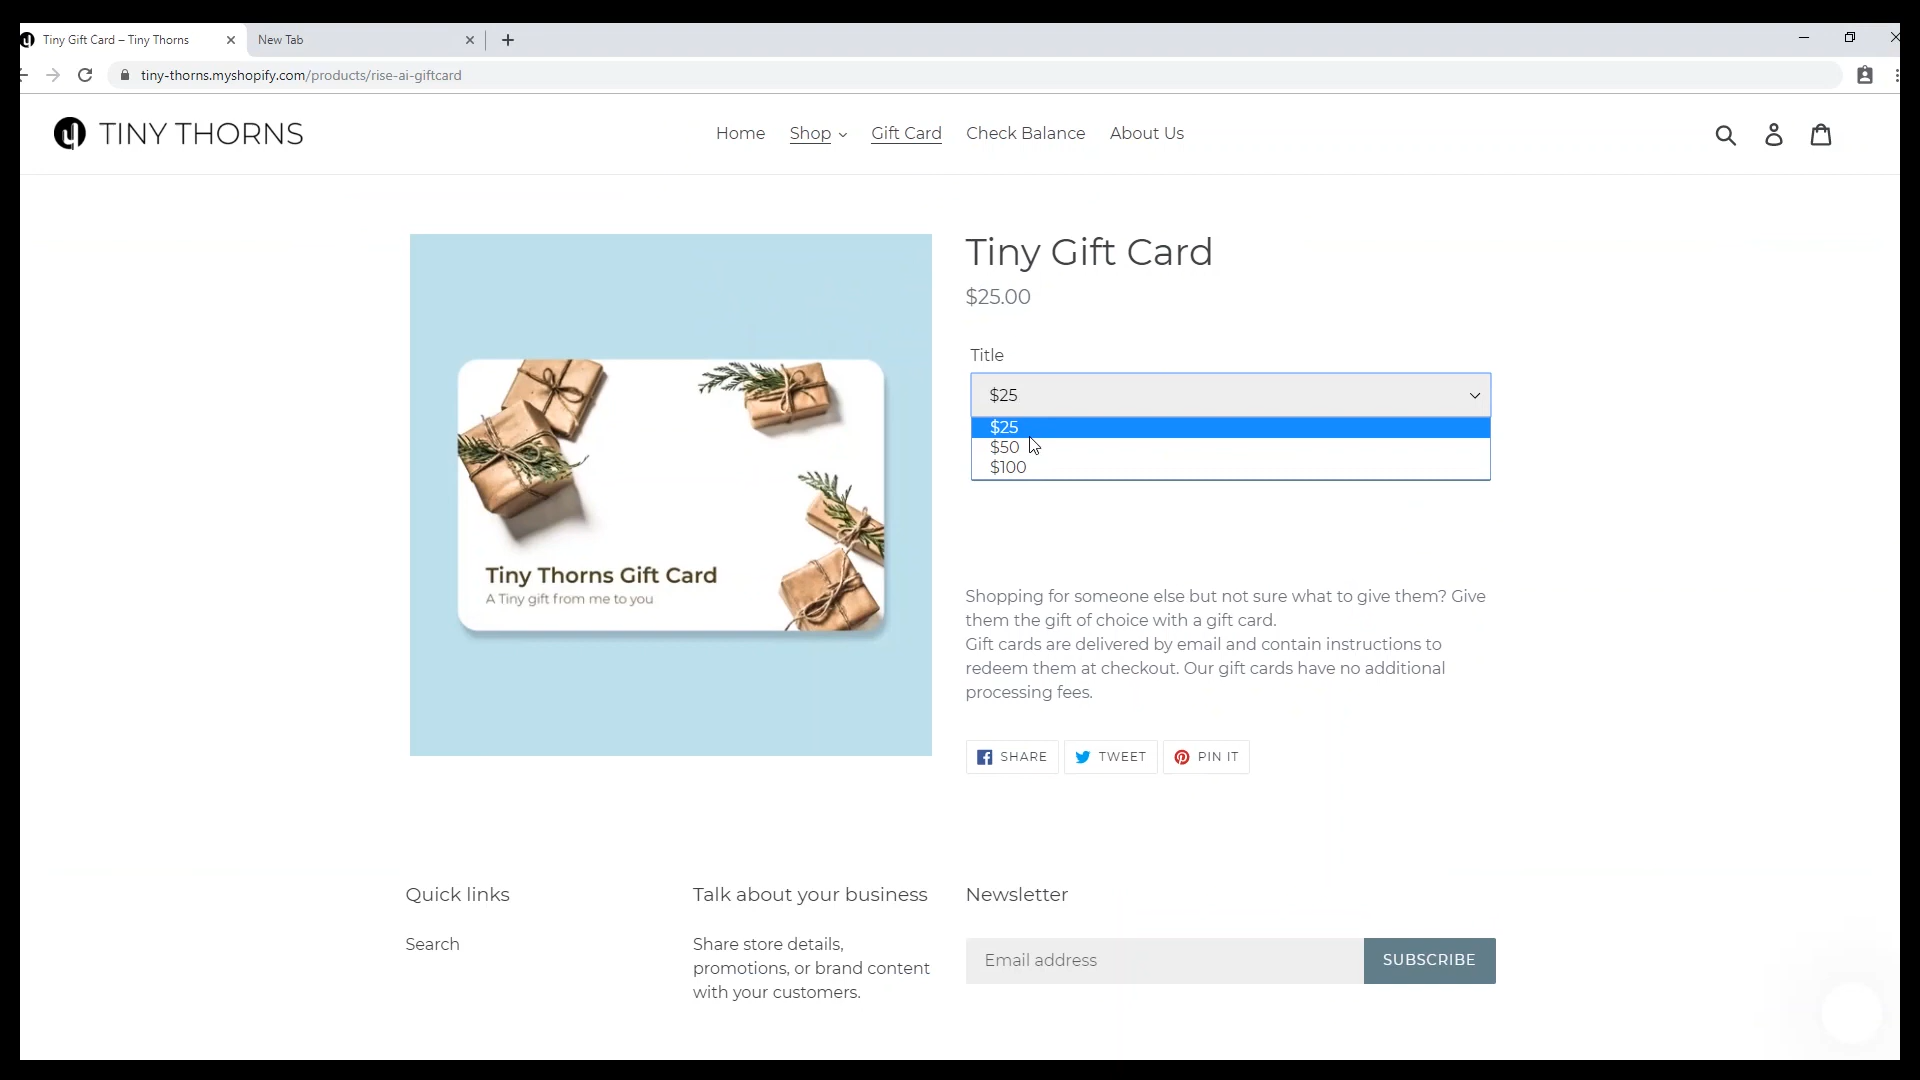 Tiny Gift Card – Tiny Thorns
New Tab
tiny-thorns.myshopify.com/products/rise-ai-giftcard
TINY THORNS
Home
Shop
Gift Card
Check Balance
About Us
Tiny Gift Card
$25.00
Title
$25
$25
$50
$100
Tiny Thorns Gift Card
A Tiny gift from me to you
Shopping for someone else but not sure what to give them? Give
them the gift of choice with a gift card.
Gift cards are delivered by email and contain instructions to
redeem them at checkout. Our gift cards have no additional
processing fees.
SHARE
TWEET
PIN IT
Quick links
Search
Talk about your business
Share store details,
promotions, or brand content
with your customers.
Newsletter
Email address
SUBSCRIBE